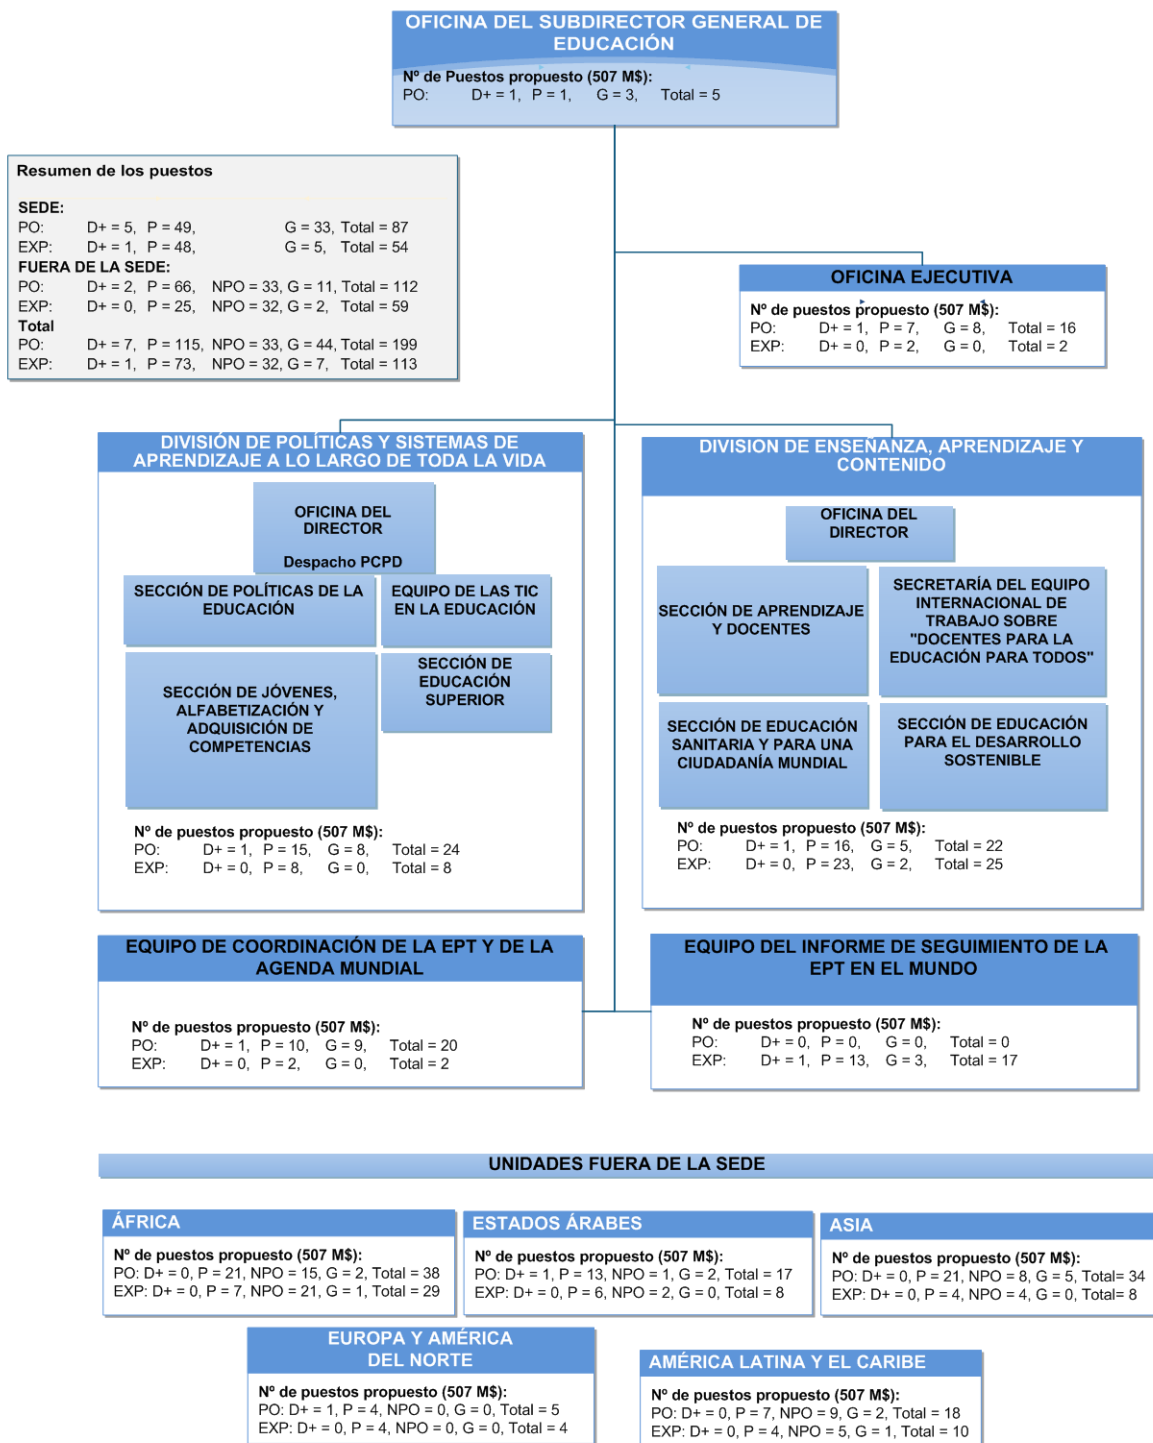 OFICINA DEL SUBDIRECTOR GENERAL DE
EDUCACIÓN
Nº de Puestos propuesto (507 M$):
PO: D+ = 1, P = 1, G = 3, Total = 5
Resumen de los puestos
SEDE:
PO: D+ = 5, P = 49, G = 33, Total = 87
EXP: D+ = 1, P = 48, G = 5, Total = 54
FUERA DE LA SEDE:
PO: D+ = 2, P = 66, NPO = 33, G = 11, Total = 112
EXP: D+ = 0, P = 25, NPO = 32, G = 2, Total = 59
Total
PO: D+ = 7, P = 115, NPO = 33, G = 44, Total = 199
EXP: D+ = 1, P = 73, NPO = 32, G = 7, Total = 113
OFICINA EJECUTIVA
Nº de puestos propuesto (507 M$):
PO: D+ = 1, P = 7, G = 8, Total = 16
EXP: D+ = 0, P = 2, G = 0, Total = 2
DIVISIÓN DE POLÍTICAS Y SISTEMAS DE
APRENDIZAJE A LO LARGO DE TODA LA VIDA
OFICINA DEL
DIRECTOR
Despacho PCPD
SECCIÓN DE POLÍTICAS DE LA
EDUCACIÓN
EQUIPO DE LAS TIC
EN LA EDUCACIÓN
SECCIÓN DE JÓVENES,
ALFABETIZACIÓN Y
ADQUISICIÓN DE
COMPETENCIAS
SECCIÓN DE
EDUCACIÓN
SUPERIOR
Nº de puestos propuesto (507 M$):
PO: D+ = 1, P = 15, G = 8, Total = 24
EXP: D+ = 0, P = 8, G = 0, Total = 8
DIVISION DE ENSEÑANZA, APRENDIZAJE Y
CONTENIDO
OFICINA DEL
DIRECTOR
SECCIÓN DE APRENDIZAJE
Y DOCENTES
SECRETARÍA DEL EQUIPO
INTERNACIONAL DE
TRABAJO SOBRE
"DOCENTES PARA LA
EDUCACIÓN PARA TODOS"
SECCIÓN DE EDUCACIÓN
SANITARIA Y PARA UNA
CIUDADANÍA MUNDIAL
SECCIÓN DE EDUCACIÓN
PARA EL DESARROLLO
SOSTENIBLE
Nº de puestos propuesto (507 M$):
PO: D+ = 1, P = 16, G = 5, Total = 22
EXP: D+ = 0, P = 23, G = 2, Total = 25
EQUIPO DE COORDINACIÓN DE LA EPT Y DE LA
AGENDA MUNDIAL
Nº de puestos propuesto (507 M$):
PO: D+ = 1, P = 10, G = 9, Total = 20
EXP: D+ = 0, P = 2, G = 0, Total = 2
EQUIPO DEL INFORME DE SEGUIMIENTO DE LA
EPT EN EL MUNDO
Nº de puestos propuesto (507 M$):
PO: D+ = 0, P = 0, G = 0, Total = 0
EXP: D+ = 1, P = 13, G = 3, Total = 17
UNIDADES FUERA DE LA SEDE
ÁFRICA
Nº de puestos propuesto (507 M$):
PO: D+ = 0, P = 21, NPO = 15, G = 2, Total = 38
EXP: D+ = 0, P = 7, NPO = 21, G = 1, Total = 29
ESTADOS ÁRABES
Nº de puestos propuesto (507 M$):
PO: D+ = 1, P = 13, NPO = 1, G = 2, Total = 17
EXP: D+ = 0, P = 6, NPO = 2, G = 0, Total = 8
ASIA
Nº de puestos propuesto (507 M$):
PO: D+ = 0, P = 21, NPO = 8, G = 5, Total= 34
EXP: D+ = 0, P = 4, NPO = 4, G = 0, Total= 8
EUROPA Y AMÉRICA
DEL NORTE
Nº de puestos propuesto (507 M$):
PO: D+ = 1, P = 4, NPO = 0, G = 0, Total = 5
EXP: D+ = 0, P = 4, NPO = 0, G = 0, Total = 4
AMÉRICA LATINA Y EL CARIBE
Nº de puestos propuesto (507 M$):
PO: D+ = 0, P = 7, NPO = 9, G = 2, Total = 18
EXP: D+ = 0, P = 4, NPO = 5, G = 1, Total = 10